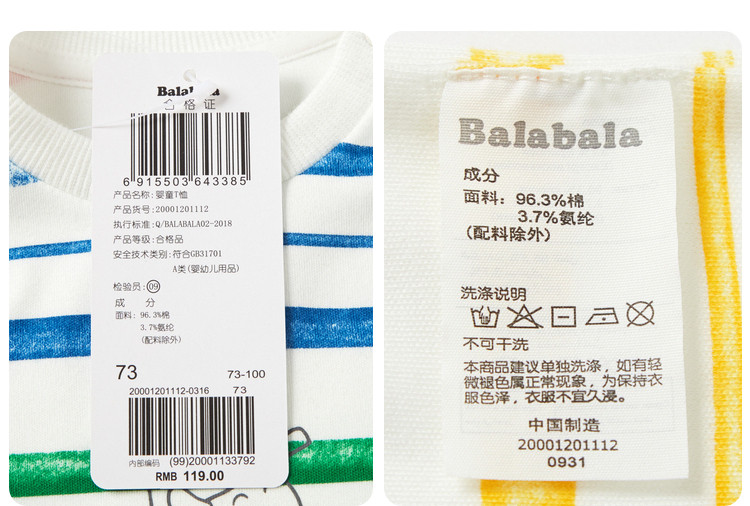 Balabala
合格证
6 915503 643385
产品名称: 婴童T恤
产品货号: 20001201112
执行标准: Q/BALABALA02-2018
产品等级: 合格品
安全技术类别: 符合GB31701
A类(婴幼儿用品)
检验员: 09
成 分
面料: 96.3%棉
3.7%氨纶
(配料除外)
73 73-100
20001201112-0316 73
内部编码 (99)20001133792
RMB 119.00
Balabala
成分
面料: 96.3%棉
3.7%氨纶
(配料除外)
洗涤说明
不可干洗
本商品建议单独洗涤, 如有轻
微褪色属正常现象, 为保持衣
服色泽, 衣服不宜久浸。
中国制造
20001201112
0931